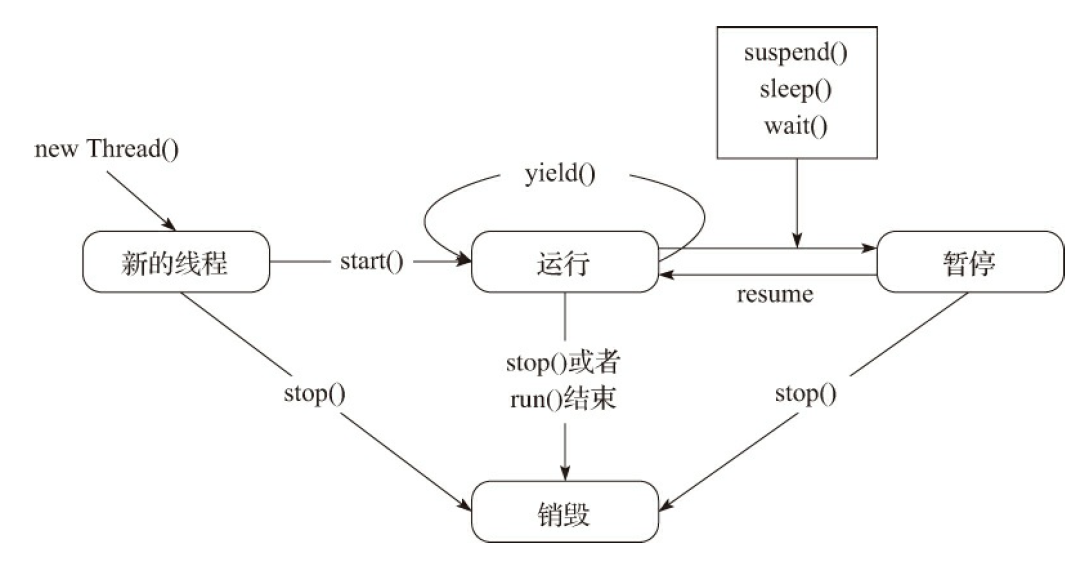 suspend()
sleep()
wait()
new Thread()
yield()
新的线程
start()
运行
暂停
resume
stop()或者
run()结束
stop()
stop()
销毁